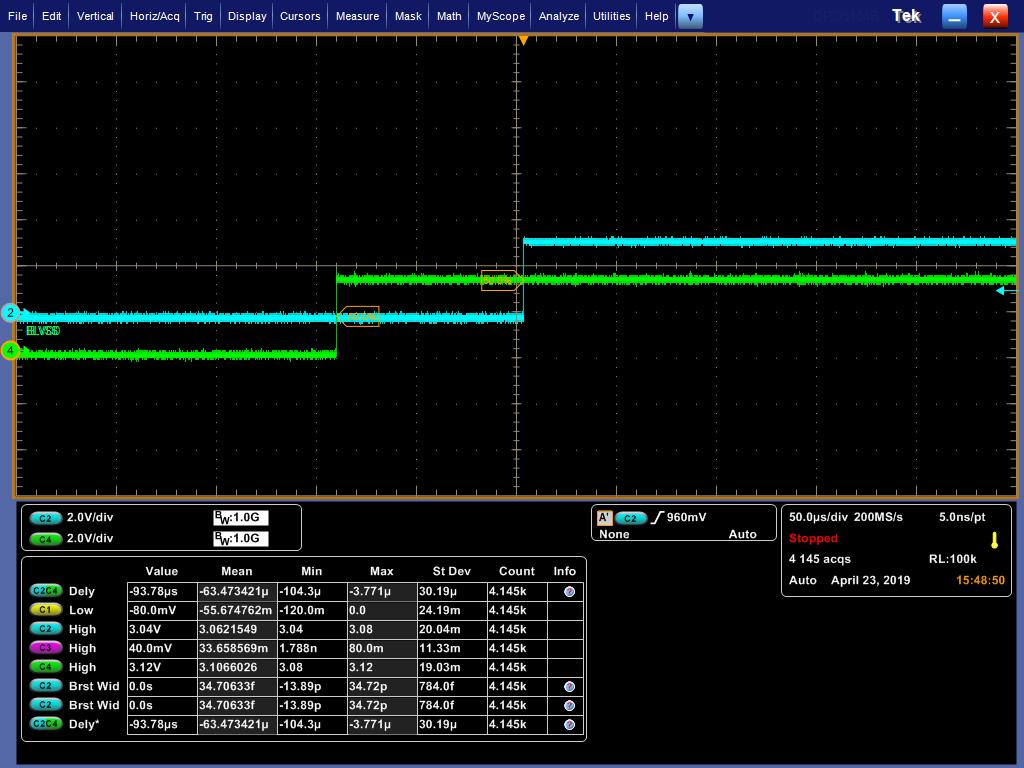 File Edit Vertical Horiz/Acq Trig Display Cursors Measure Mask Math MyScope Analyze Utilities Help Tek X
2
ELVSS
4
C2 2.0V/div BW:1.0G
C4 2.0V/div BW:1.0G
A' C2 960mV
None Auto
50.0µs/div 200MS/s 5.0ns/pt
Stopped
4 145 acqs RL:100k
Auto April 23, 2019 15:48:50
Value Mean Min Max St Dev Count Info
C2C4 Dely -93.78µs -63.473421µ -104.3µ -3.771µ 30.19µ 4.145k
C1 Low -80.0mV -55.674762m -120.0m 0.0 24.19m 4.145k
C2 High 3.04V 3.0621549 3.04 3.08 20.04m 4.145k
C3 High 40.0mV 33.658569m 1.788n 80.0m 11.33m 4.145k
C4 High 3.12V 3.1066026 3.08 3.12 19.03m 4.145k
C2 Brst Wid 0.0s 34.70633f -13.89p 34.72p 784.0f 4.145k
C2 Brst Wid 0.0s 34.70633f -13.89p 34.72p 784.0f 4.145k
C2C4 Dely* -93.78µs -63.473421µ -104.3µ -3.771µ 30.19µ 4.145k